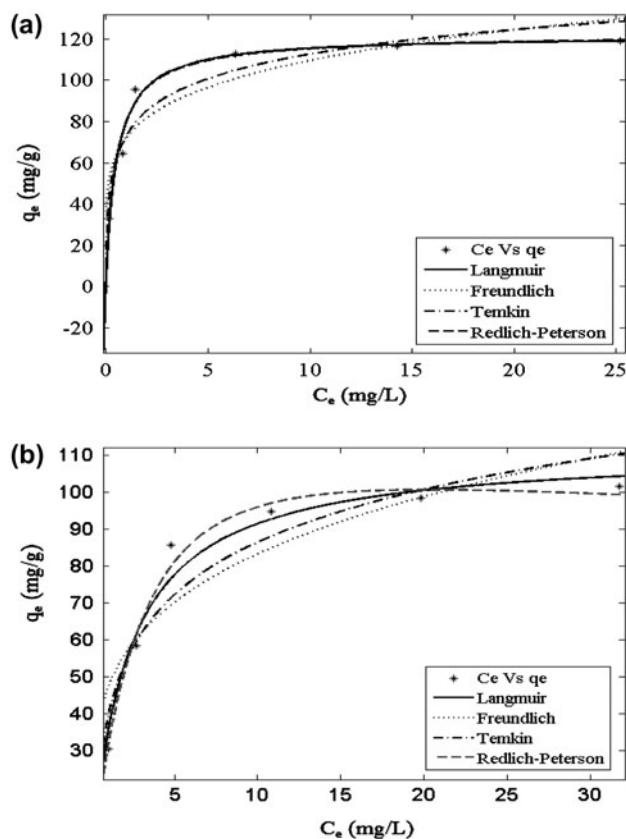 (a)
120
100
80
60
40
20
0
-20
qe (mg/g)
0
5
10
15
20
25
Ce (mg/L)
Ce Vs qe
Langmuir
Freundlich
Temkin
Redlich-Peterson
(b)
110
100
90
80
70
60
50
40
30
qe (mg/g)
5
10
15
20
25
30
Ce (mg/L)
Ce Vs qe
Langmuir
Freundlich
Temkin
Redlich-Peterson